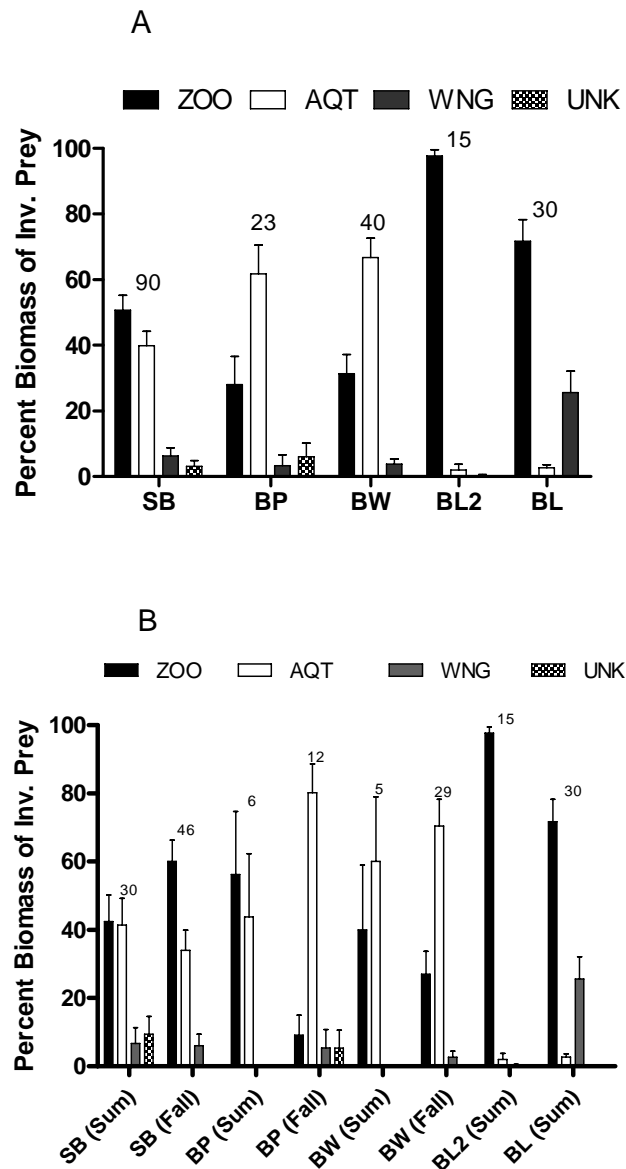 A
ZOO AQT WNG UNK
Percent Biomass of Inv. Prey
100
80
60
40
20
0
90
23
40
15
30
SB BP BW BL2 BL
B
ZOO AQT WNG UNK
Percent Biomass of Inv. Prey
100
80
60
40
20
0
30
46
6
12
5
29
15
30
SB (Sum)
SB (Fall)
BP (Sum)
BP (Fall)
BW (Sum)
BW (Fall)
BL2 (Sum)
BL (Sum)